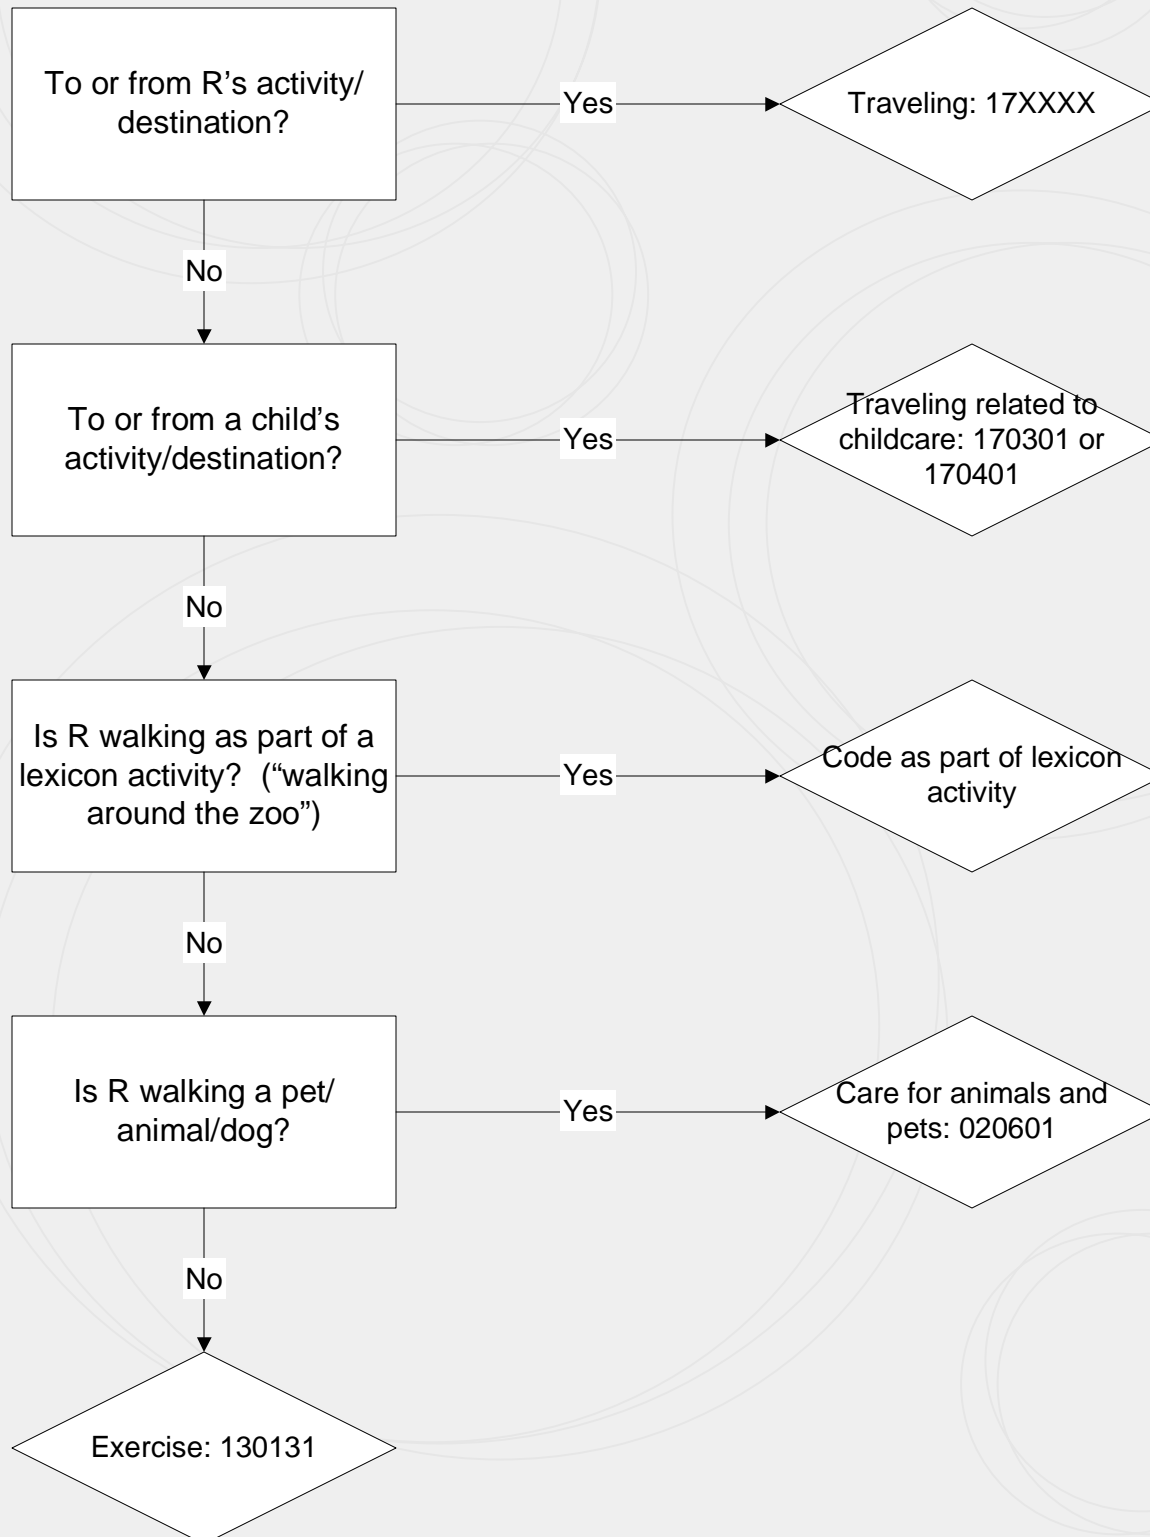 To or from R’s activity/
destination?
Yes
Traveling: 17XXXX
No
To or from a child’s
activity/destination?
Yes
Traveling related to
childcare: 170301 or
170401
No
Is R walking as part of a
lexicon activity?  (“walking
around the zoo”)
Yes
Code as part of lexicon
activity
No
Is R walking a pet/
animal/dog?
Yes
Care for animals and
pets: 020601
No
Exercise: 130131